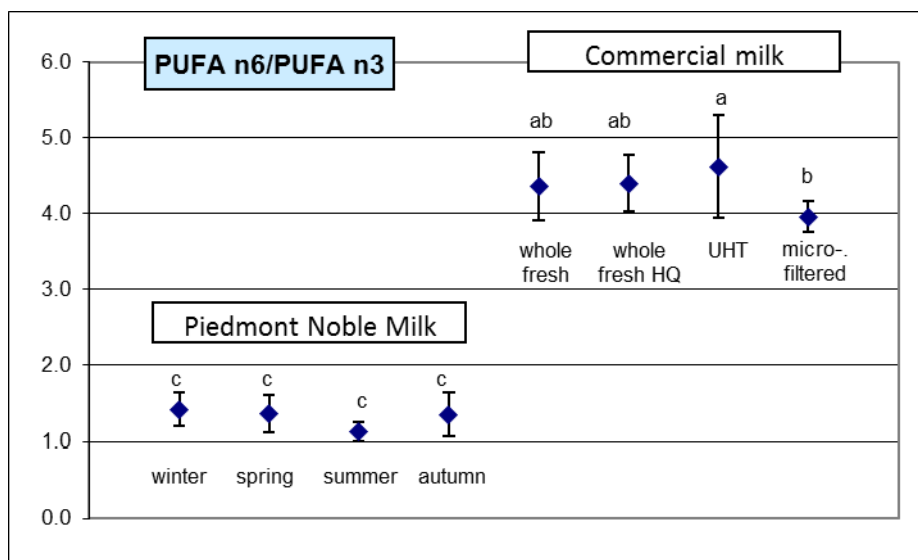 PUFA n6/PUFA n3
Commercial milk
6.0
5.0
4.0
3.0
2.0
1.0
0.0
ab
ab
a
b
whole
fresh
whole
fresh HQ
UHT
micro-.
filtered
Piedmont Noble Milk
c
c
c
c
winter
spring
summer
autumn